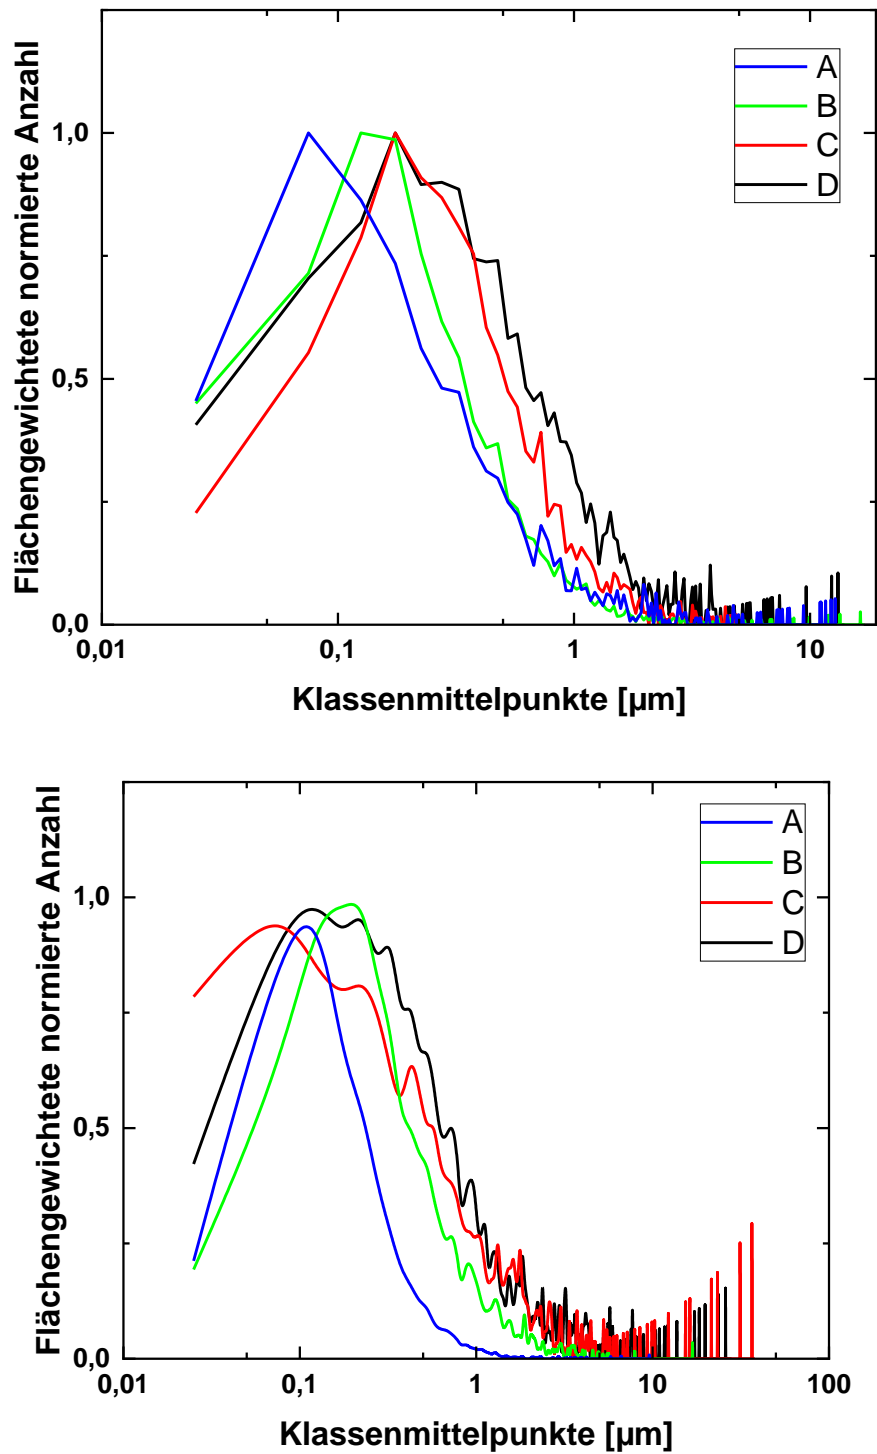 Flächengewichtete normierte Anzahl
1,0
0,5
0,0
A
B
C
D
0,01
0,1
1
10
Klassenmittelpunkte [µm]
Flächengewichtete normierte Anzahl
1,0
0,5
0,0
A
B
C
D
0,01
0,1
1
10
100
Klassenmittelpunkte [µm]